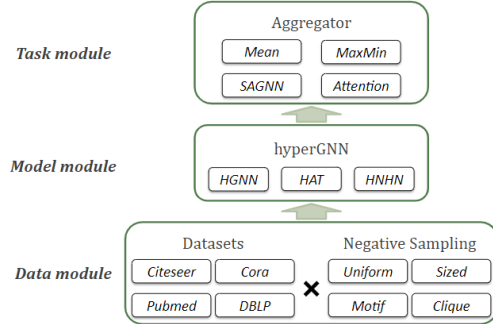 Aggregator
Task module
Mean
MaxMin
SAGNN
Attention
hyperGNN
Model module
HGNN
HAT
HNHN
Datasets
Negative Sampling
Data module
Citeseer
Cora
Uniform
Sized
Pubmed
DBLP
Motif
Clique